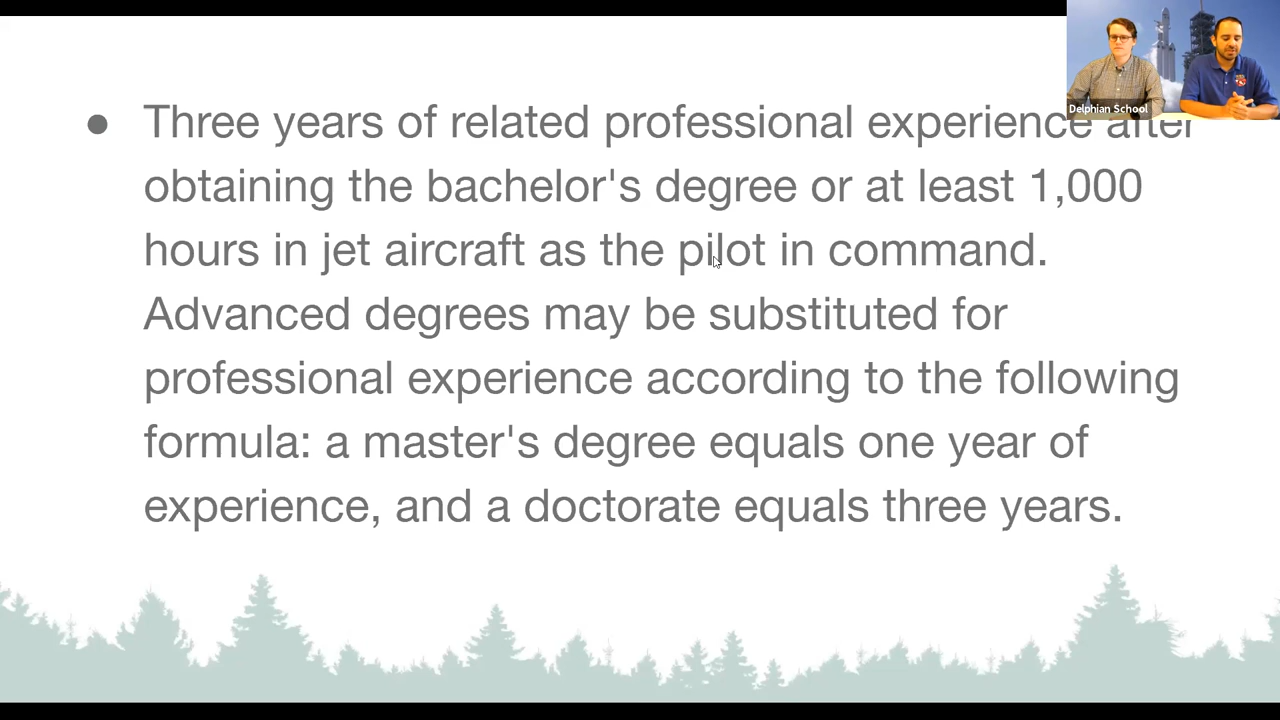 ● Three years of related professional experience after
obtaining the bachelor's degree or at least 1,000
hours in jet aircraft as the pilot in command.
Advanced degrees may be substituted for
professional experience according to the following
formula: a master's degree equals one year of
experience, and a doctorate equals three years.
Delphian School